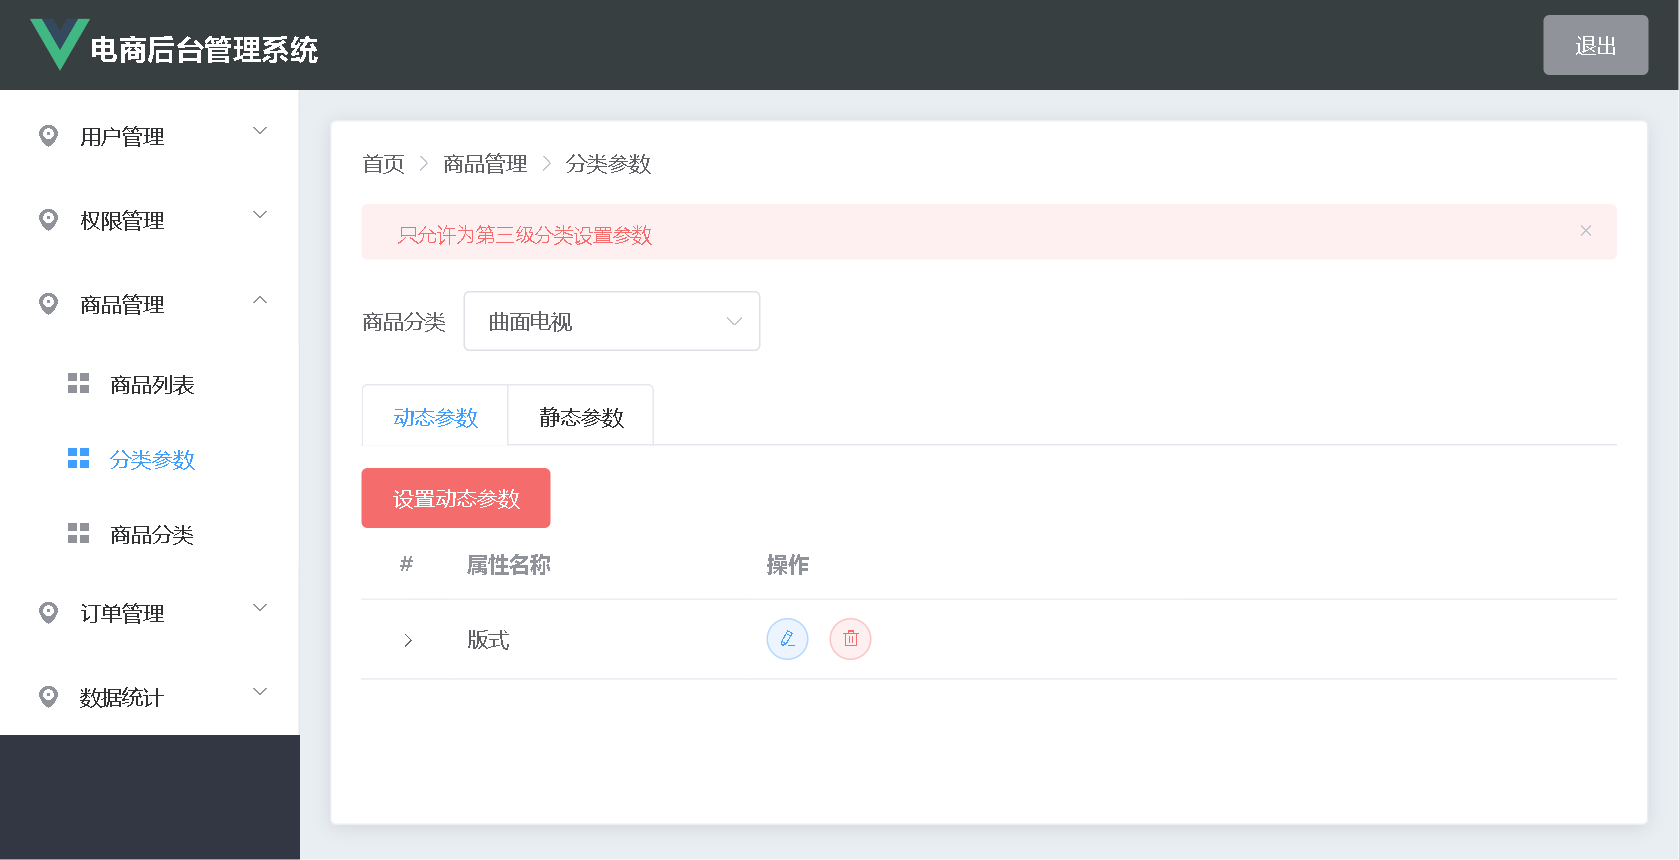 电商后台管理系统
退出
用户管理
权限管理
商品管理
商品列表
分类参数
商品分类
订单管理
数据统计
首页 商品管理 分类参数
只允许为第三级分类设置参数
商品分类 曲面电视
动态参数 静态参数
设置动态参数
# 属性名称 操作
版式